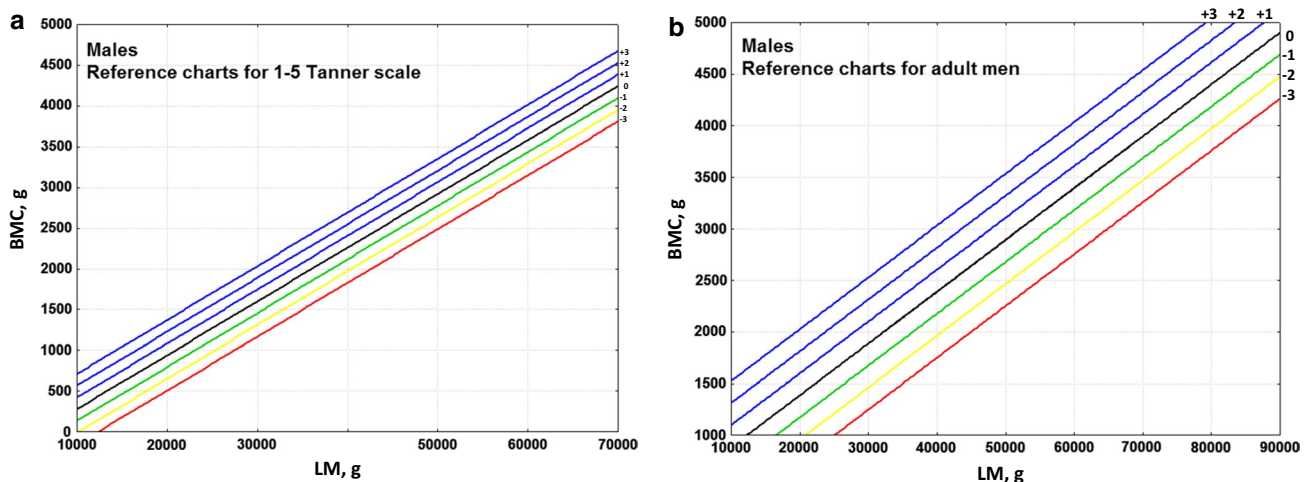 a
Males
Reference charts for 1-5 Tanner scale
BMC, g
5000
4500
4000
3500
3000
2500
2000
1500
1000
500
0
+3
+2
+1
0
-1
-2
-3
10000 20000 30000 50000 60000 70000
LM, g
b
Males
Reference charts for adult men
BMC, g
5000
4500
4000
3500
3000
2500
2000
1500
1000
+3 +2 +1
0
-1
-2
-3
10000 20000 30000 40000 50000 60000 70000 80000 90000
LM, g